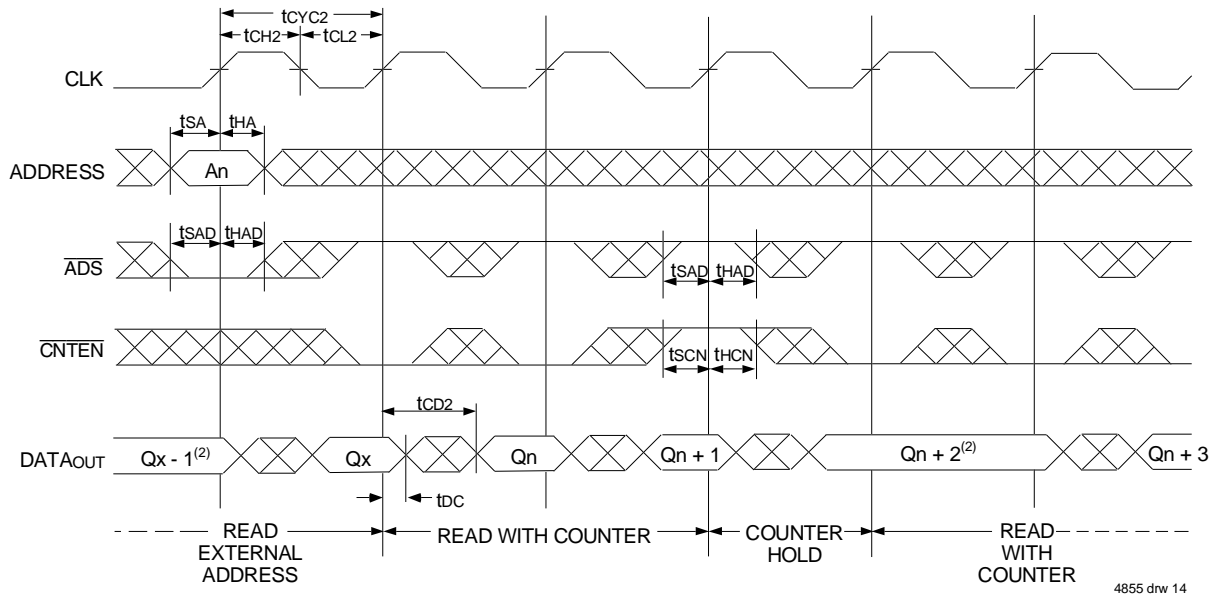 tCYC2
tCH2 tCL2
CLK
tSA tHA
ADDRESS An
tSAD tHAD
ADS
tSAD tHAD
CNTEN
tSCN tHCN
tCD2
DATAOUT Qx - 1(2) Qx Qn Qn + 1 Qn + 2(2) Qn + 3
tDC
READ EXTERNAL ADDRESS
READ WITH COUNTER
COUNTER HOLD
READ WITH COUNTER
4855 drw 14